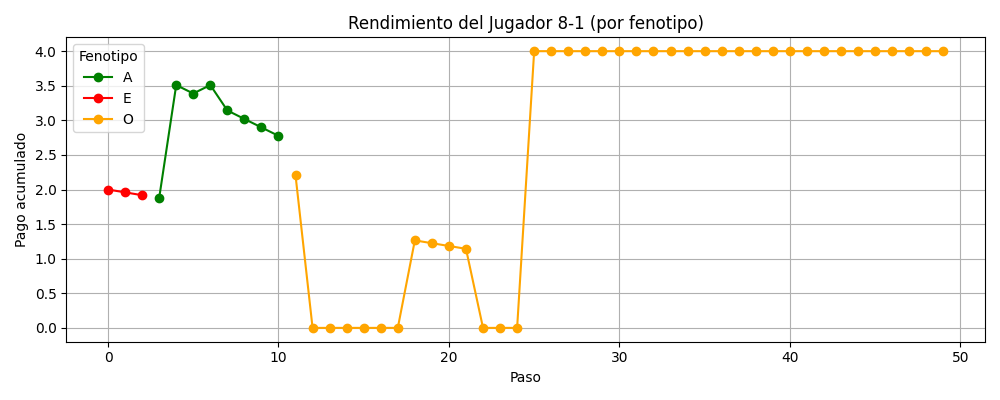 Rendimiento del Jugador 8-1 (por fenotipo)
Fenotipo
A
E
O
Pago acumulado
4.0
3.5
3.0
2.5
2.0
1.5
1.0
0.5
0.0
0
10
20
30
40
50
Paso